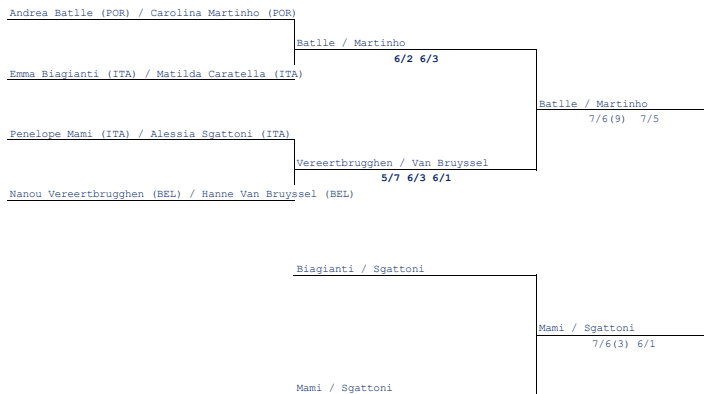 Andrea Batlle (POR) / Carolina Martinho (POR)
Batlle / Martinho
6/2 6/3
Emma Biagianti (ITA) / Matilda Caratella (ITA)
Batlle / Martinho
7/6(9) 7/5
Penelope Mami (ITA) / Alessia Sgattoni (ITA)
Vereertbrugghen / Van Bruyssel
5/7 6/3 6/1
Nanou Vereertbrugghen (BEL) / Hanne Van Bruyssel (BEL)
Biagianti / Sgattoni
Mami / Sgattoni
7/6(3) 6/1
Mami / Sgattoni